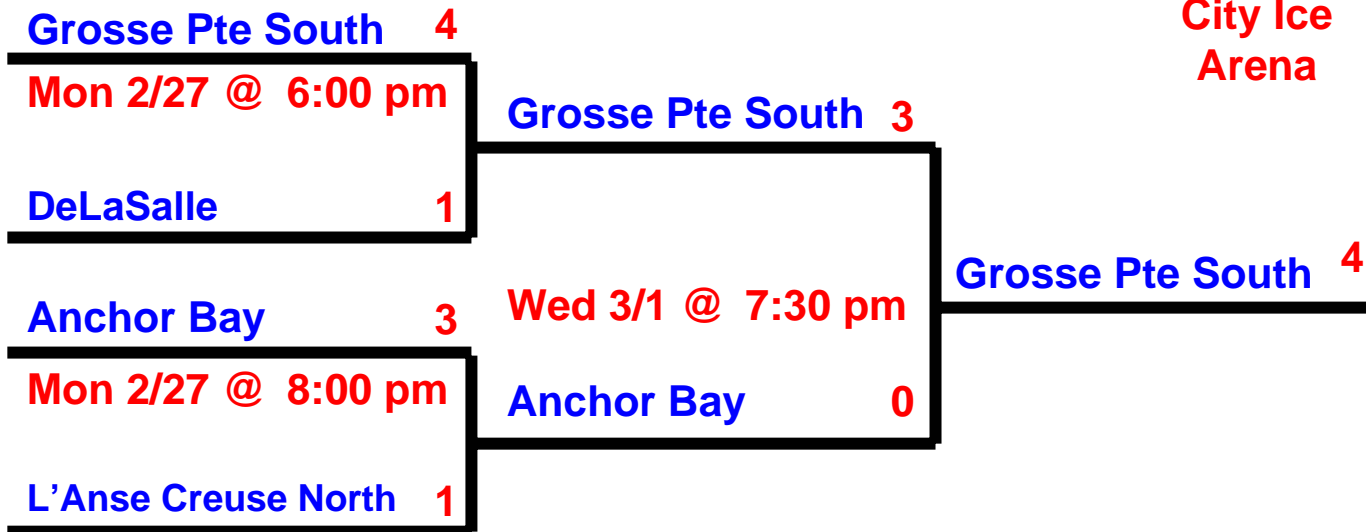 City Ice
Arena
Grosse Pte South 4
Mon 2/27 @ 6:00 pm
DeLaSalle 1
Grosse Pte South 3
Anchor Bay 3
Mon 2/27 @ 8:00 pm
L’Anse Creuse North 1
Wed 3/1 @ 7:30 pm
Anchor Bay 0
Grosse Pte South 4